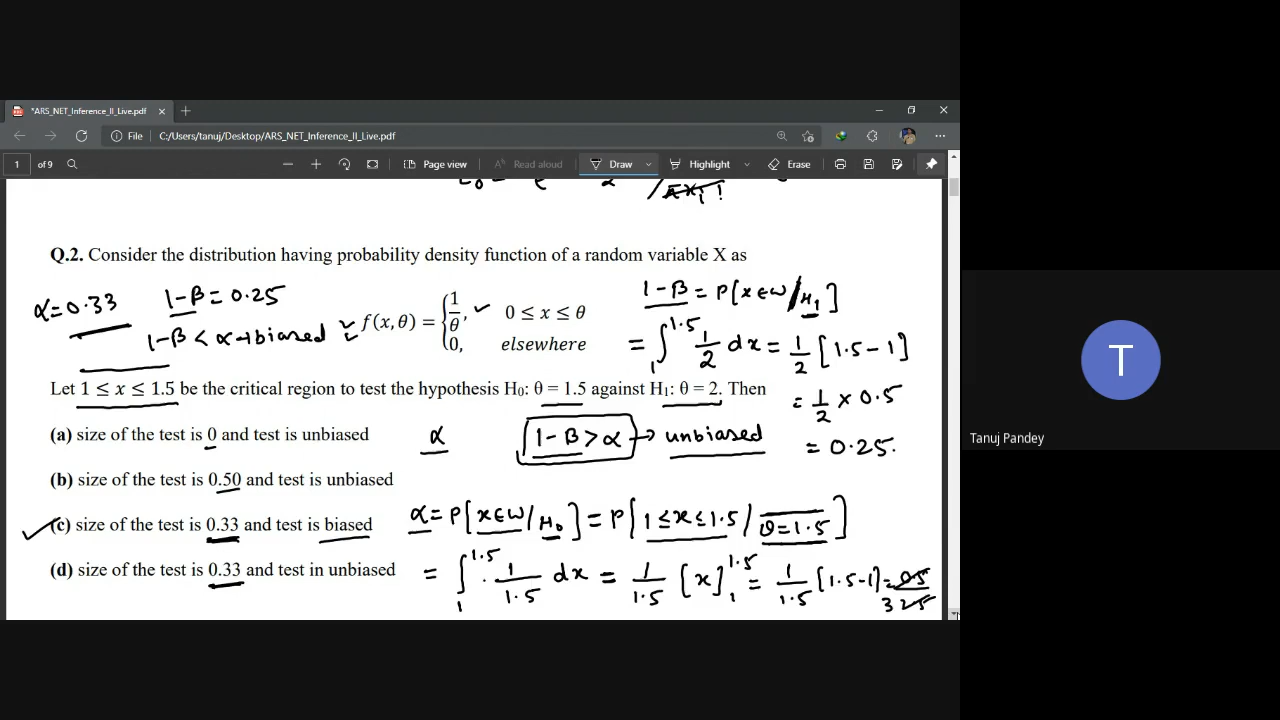 *ARS_NET_Inference_II_Live.pdf
File C:/Users/tanuj/Desktop/ARS_NET_Inference_II_Live.pdf
1 of 9 Page view Read aloud Draw Highlight Erase
Q.2. Consider the distribution having probability density function of a random variable X as
α=0.33 1-β=0.25
1-β<α→biased
f(x,θ) = { 1/θ, 0 ≤ x ≤ θ
0, elsewhere
1-β = P[x∈W/H₁]
= ∫₁^1.5 1/2 dx = 1/2 [1.5-1]
= 1/2 × 0.5
= 0.25.
Let 1 ≤ x ≤ 1.5 be the critical region to test the hypothesis H₀: θ = 1.5 against H₁: θ = 2. Then
(a) size of the test is 0 and test is unbiased
α 1-β>α → unbiased
(b) size of the test is 0.50 and test is unbiased
(c) size of the test is 0.33 and test is biased
α = P[x∈W/H₀] = P[1≤x≤1.5/θ=1.5]
(d) size of the test is 0.33 and test in unbiased
= ∫₁^1.5 1/1.5 dx = 1/1.5 [x]₁^1.5 = 1/1.5 [1.5-1] = 0.5
T
Tanuj Pandey